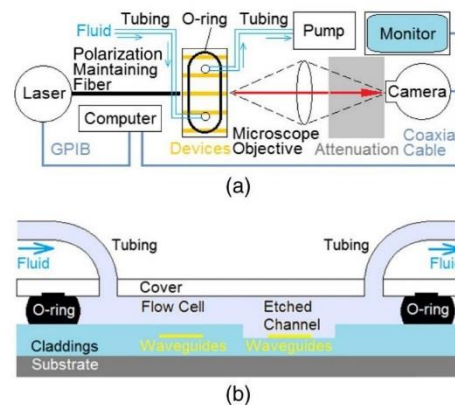 Tubing
O-ring
Tubing
Fluid
Pump
Monitor
Polarization
Maintaining
Fiber
Laser
Camera
Computer
Microscope
Objective
Devices
Attenuation
Coaxial
Cable
GPIB
(a)
Tubing
Tubing
Fluid
Fluid
Cover
O-ring
Flow Cell
Etched
Channel
O-ring
Claddings
Waveguides
Waveguides
Substrate
(b)